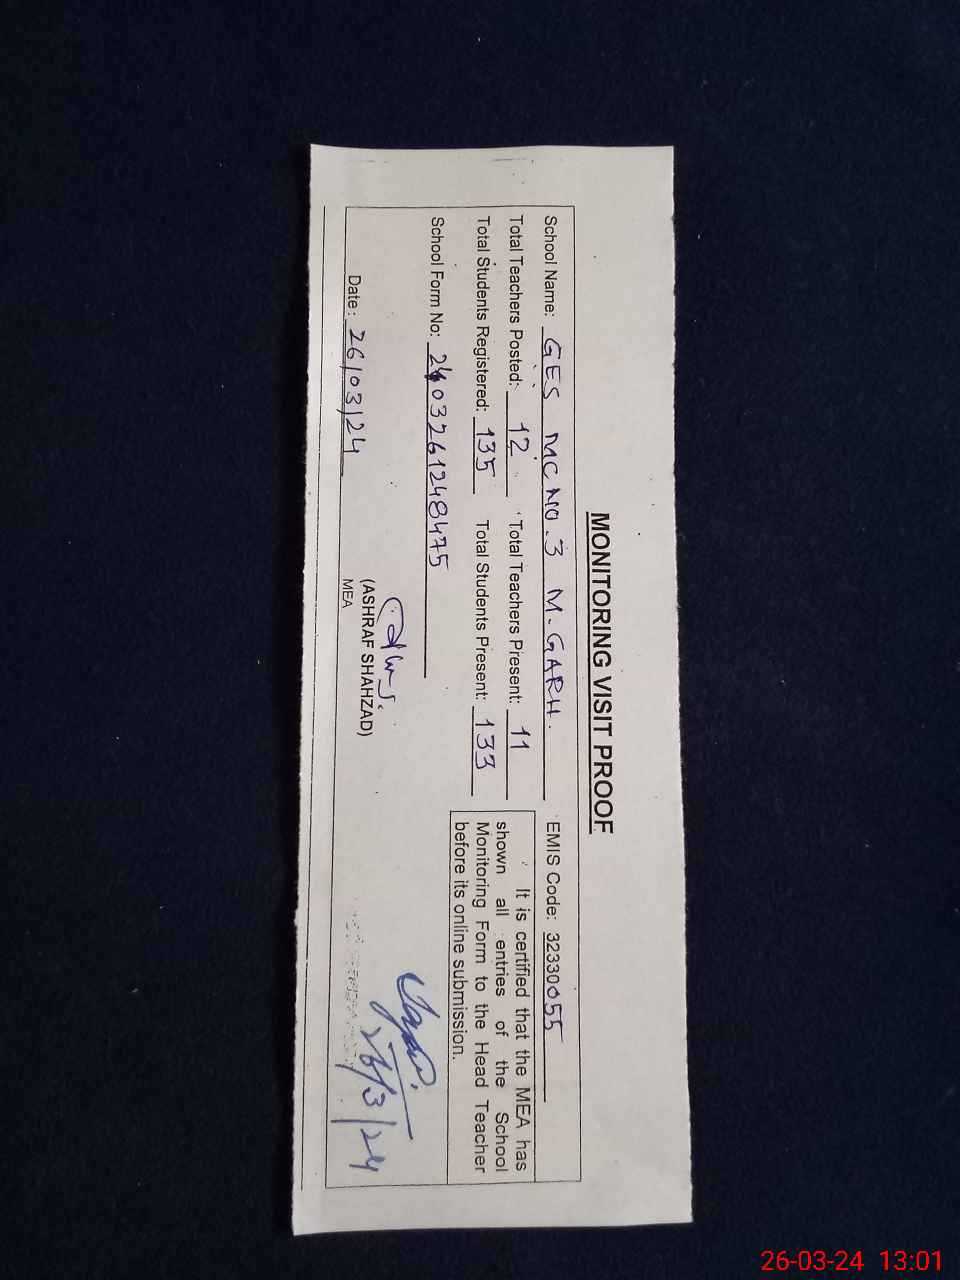 MONITORING VISIT PROOF
School Name: GES MC NO. 3 M. GARH. EMIS Code: 32330055
Total Teachers Posted: 12 Total Teachers Present: 11
Total Students Registered: 135 Total Students Present: 133
School Form No: 2403261248475
It is certified that the MEA has
shown all entries of the School
Monitoring Form to the Head Teacher
before its online submission.
(ASHRAF SHAHZAD)
MEA
Date: 26/03/24
26/3/24
26-03-24 13:01